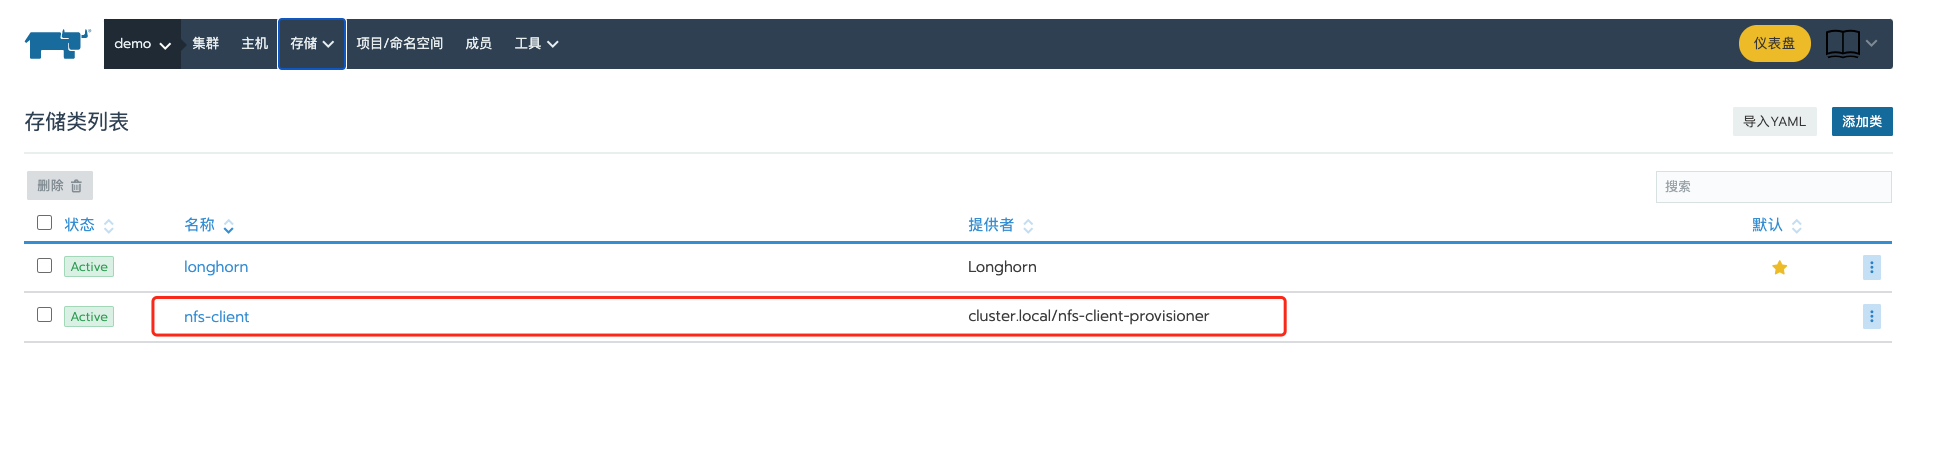 demo 集群 主机 存储 项目/命名空间 成员 工具 仪表盘
存储类列表 导入YAML 添加类
删除 搜索
状态 名称 提供者 默认
Active longhorn Longhorn
Active nfs-client cluster.local/nfs-client-provisioner